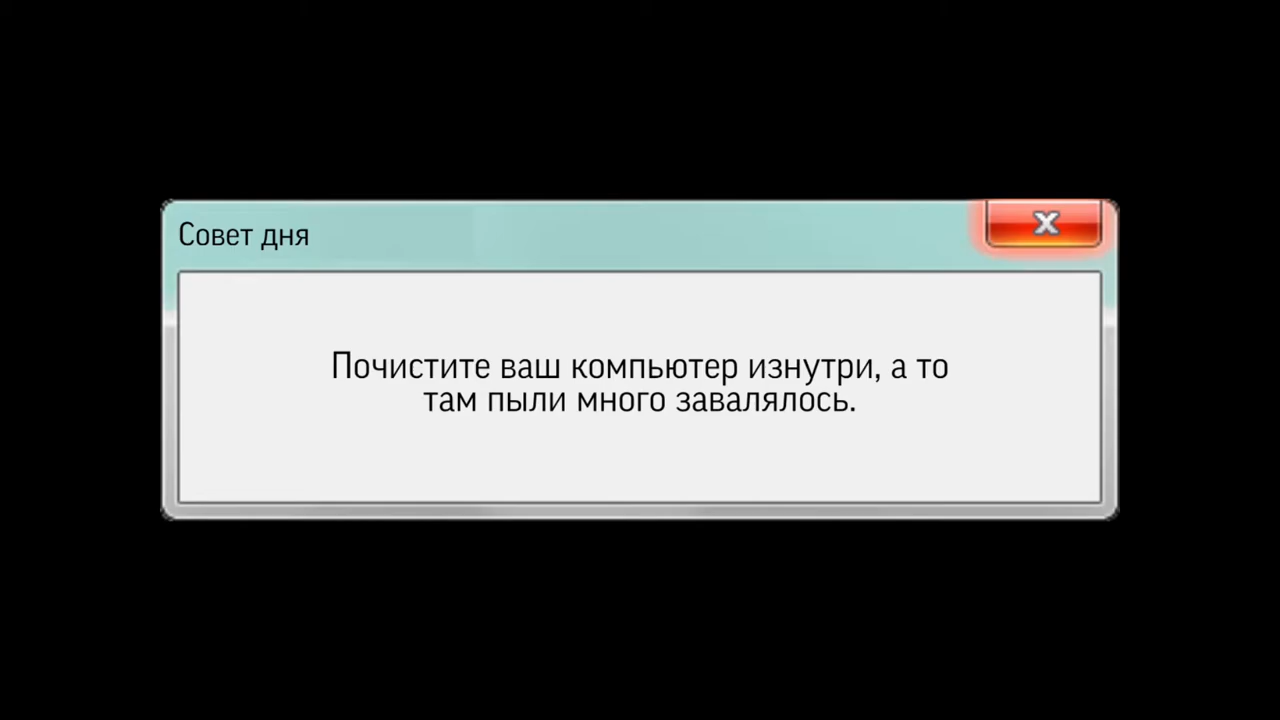 Совет дня
Почистите ваш компьютер изнутри, а то
там пыли много завалялось.